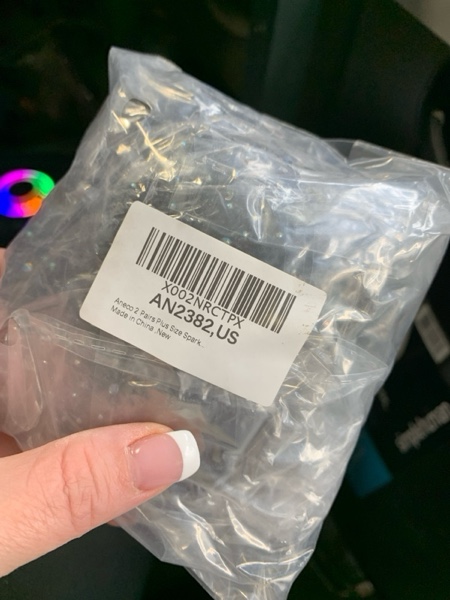 X002NRCTPX
AN2382,US
Aneco 2 Pairs Plus Size Spark..
Made in China ,New